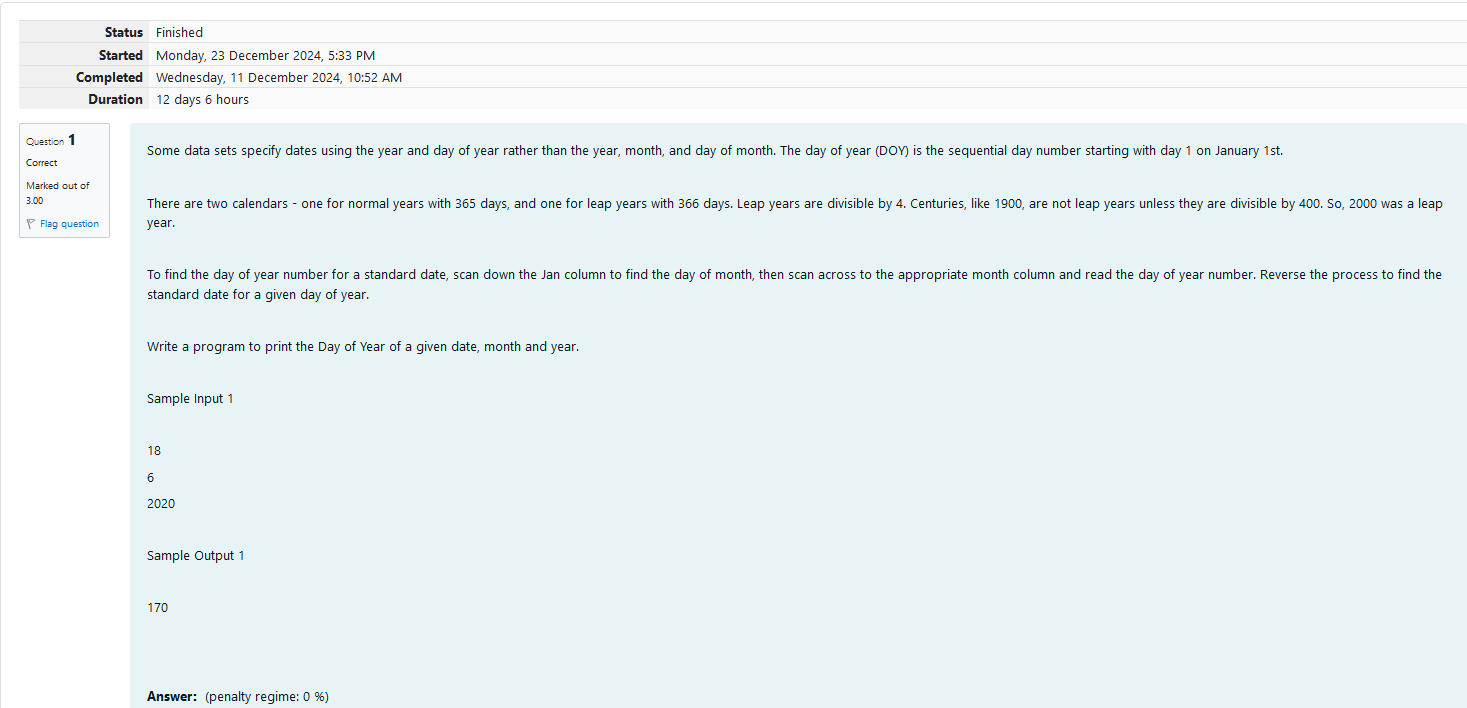 Status Finished
Started Monday, 23 December 2024, 5:33 PM
Completed Wednesday, 11 December 2024, 10:52 AM
Duration 12 days 6 hours
Question 1
Correct
Marked out of
3.00
Flag question
Some data sets specify dates using the year and day of year rather than the year, month, and day of month. The day of year (DOY) is the sequential day number starting with day 1 on January 1st.
There are two calendars - one for normal years with 365 days, and one for leap years with 366 days. Leap years are divisible by 4. Centuries, like 1900, are not leap years unless they are divisible by 400. So, 2000 was a leap
year.
To find the day of year number for a standard date, scan down the Jan column to find the day of month, then scan across to the appropriate month column and read the day of year number. Reverse the process to find the
standard date for a given day of year.
Write a program to print the Day of Year of a given date, month and year.
Sample Input 1
18
6
2020
Sample Output 1
170
Answer: (penalty regime: 0 %)